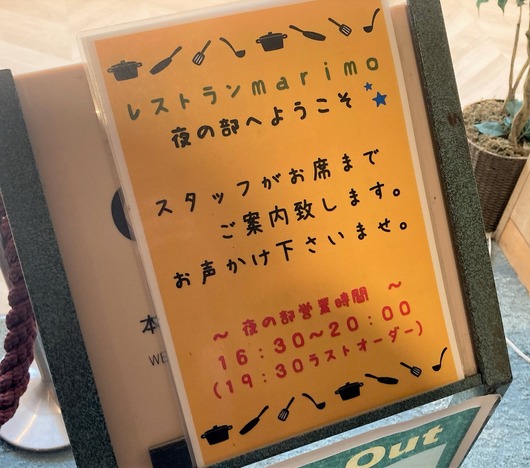 レストランmarimo
夜の部へようこそ
スタッフがお席まで
ご案内致します。
お声かけ下さいませ。
～ 夜の部営業時間 ～
16：30～20：00
(19：30ラストオーダー)
本
WE
Out